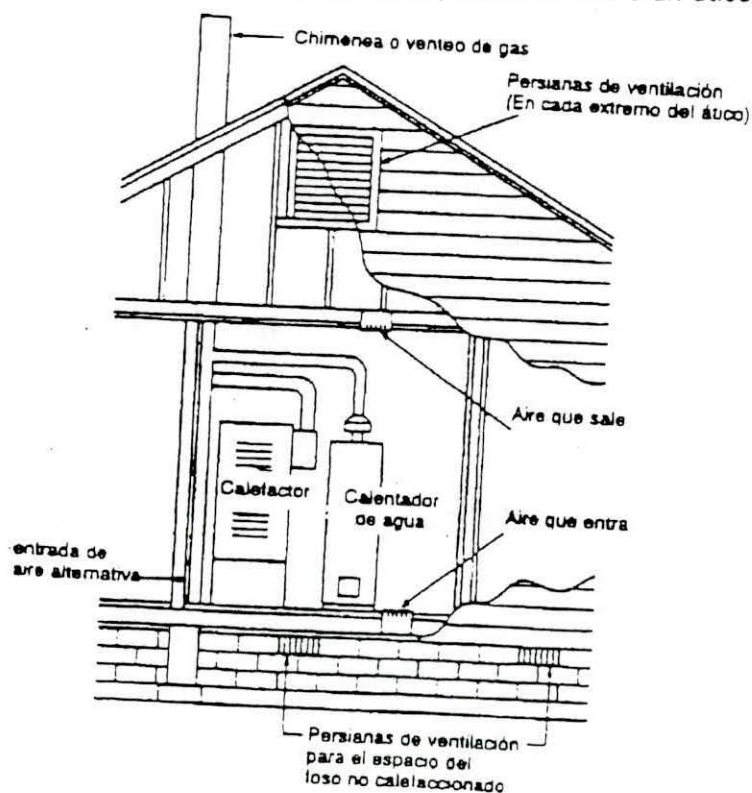 Chimenea o venteo de gas
Persianas de ventilación
(En cada extremo del ático)
Aire que sale
Calefactor
Calentador
de agua
Aire que entra
entrada de
aire alternativa
Persianas de ventilación
para el espacio del
foso no calefaccionado